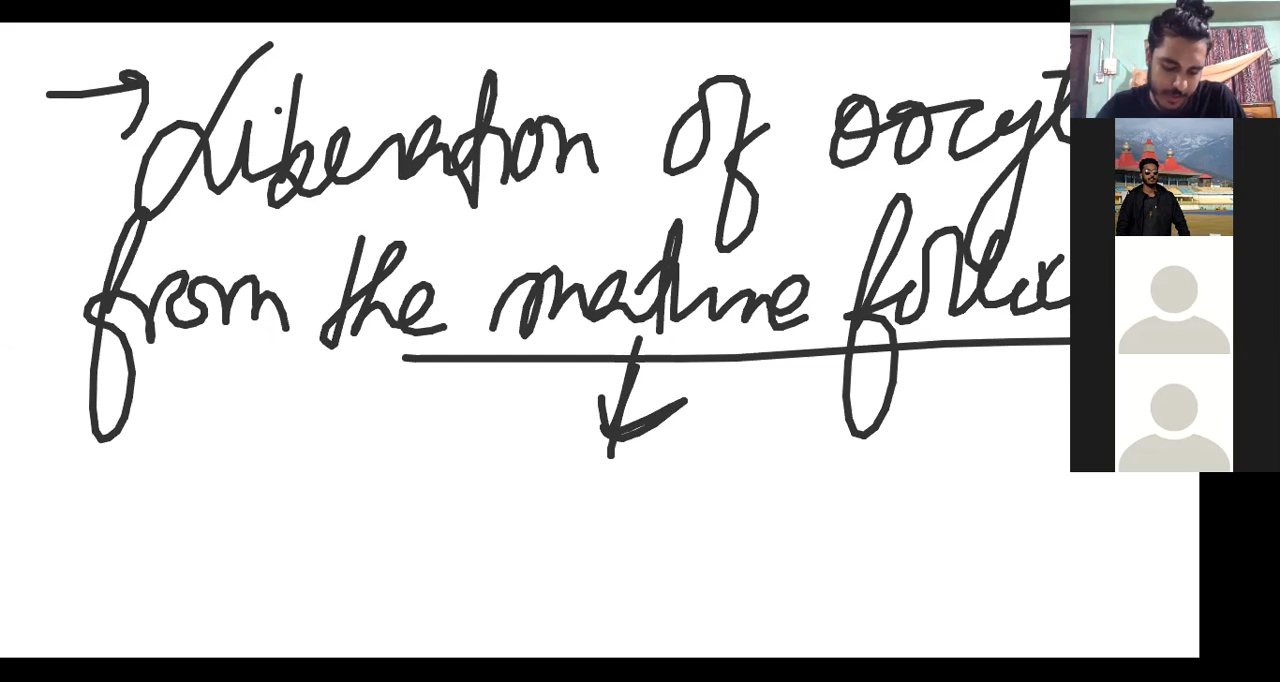 → Liberation of oocyt
from the mature follic
↓